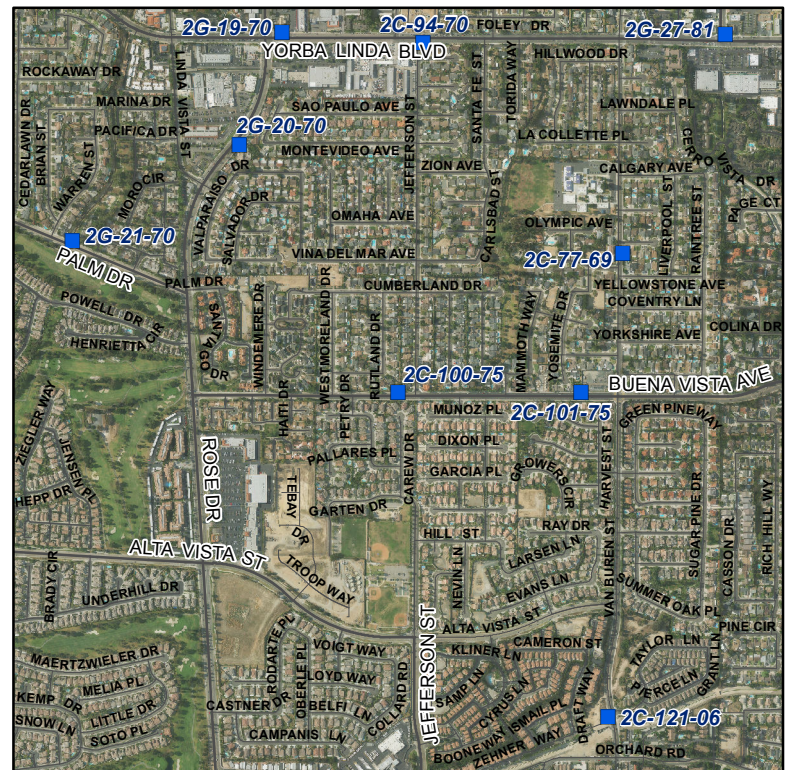 2G-19-70
2C-94-70
FOLEY DR
2G-27-81
YORBA LINDA BLVD
HILLWOOD DR
ROCKAWAY DR
LINDA VISTA ST
SANTA FE ST
TORIDA WAY
MARINA DR
SAO PAULO AVE
LAWNDALE PL
PACIFICA DR
2G-20-70
JEFFERSON ST
LA COLLETTE PL
CEDARLAWN DR
BRIAN ST
WARREN ST
MORO CIR
MONTEVIDEO AVE
ZION AVE
CALGARY AVE
CERRO VISTA DR
PAGE CT
VALPARAISO DR
SALVADOR DR
OMAHA AVE
CARLSBAD ST
OLYMPIC AVE
LIVERPOOL ST
RAINTREE ST
2G-21-70
VINA DEL MAR AVE
2C-77-69
PALM DR
PALM DR
CUMBERLAND DR
YELLOWSTONE AVE
COVENTRY LN
POWELL DR
HENRIETTA CIR
SANTIAGO DR
WINDEMERE DR
WESTMORELAND DR
RUTLAND DR
MAMMOTH WAY
YOSEMITE DR
YORKSHIRE AVE
COLINA DR
2C-100-75
BUENA VISTA AVE
ZIEGLER WAY
HAITI DR
PETRY DR
MUNOZ PL
2C-101-75
GREEN PINE WAY
JENSEN PL
ROSE DR
DIXON PL
PALLARES PL
CAREW DR
GARCIA PL
GROWERS CIR
HARVEST ST
HEPP DR
TEBAY DR
GARTEN DR
SUGAR PINE DR
CASSON DR
RICH HILL WY
HILL ST
RAY DR
ALTA VISTA ST
NEVIN LN
LARSEN LN
VAN BUREN ST
BRADY CIR
TROOP WAY
EVANS LN
UNDERHILL DR
SUMMER OAK PL
RODARTE PL
ALTA VISTA ST
PINE CIR
JEFFERSON ST
CAMERON ST
TAYLOR LN
MAERTZWIELER DR
VOIGT WAY
KLINER LN
GRANT LN
MELIA PL
OBERLE PL
LOYD WAY
SAMP LN
DRAFT WAY
PIERCE LN
KEMP DR
CASTNER DR
BELFI LN
COLLARD RD
CYRUS LN
LITTLE DR
ISMAIL PL
2C-121-06
SNOW LN
SOTO PL
CAMPANIS LN
BOONE WAY
ZEHNER WAY
ORCHARD RD